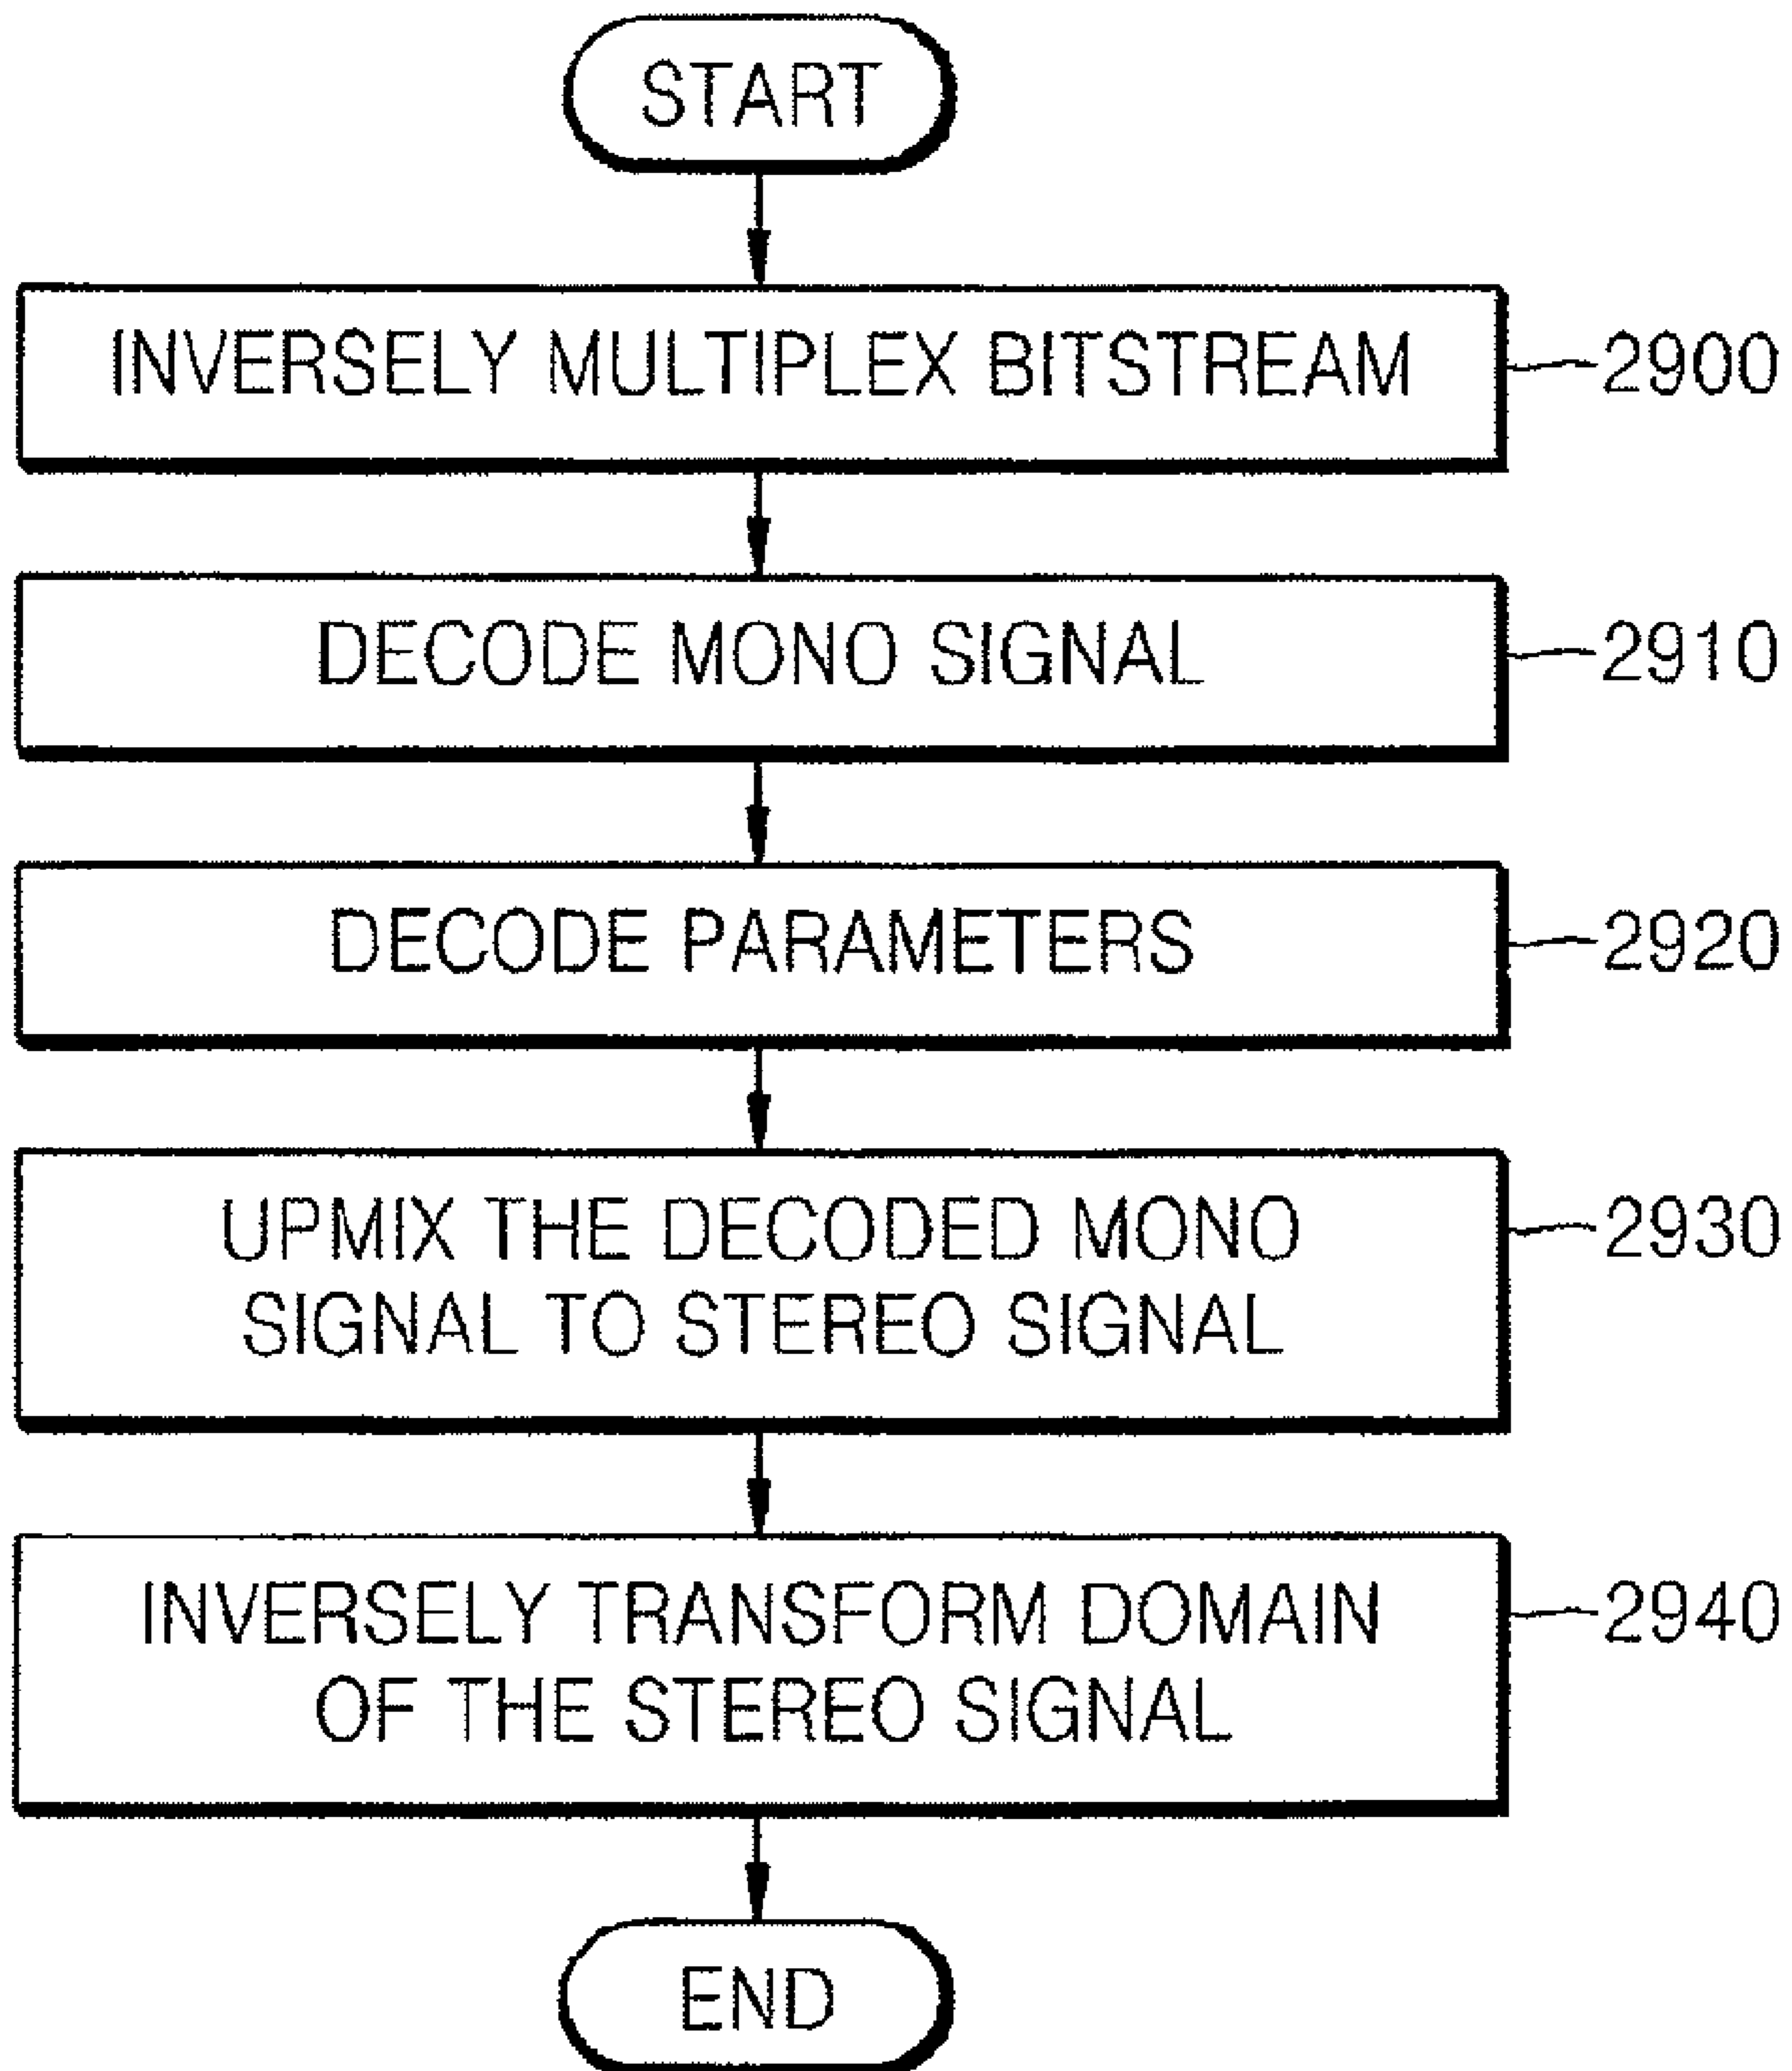 START
INVERSELY MULTIPLEX BITSTREAM
2900
DECODE MONO SIGNAL
2910
DECODE PARAMETERS
2920
UPMIX THE DECODED MONO
SIGNAL TO STEREO SIGNAL
2930
INVERSELY TRANSFORM DOMAIN
OF THE STEREO SIGNAL
2940
END